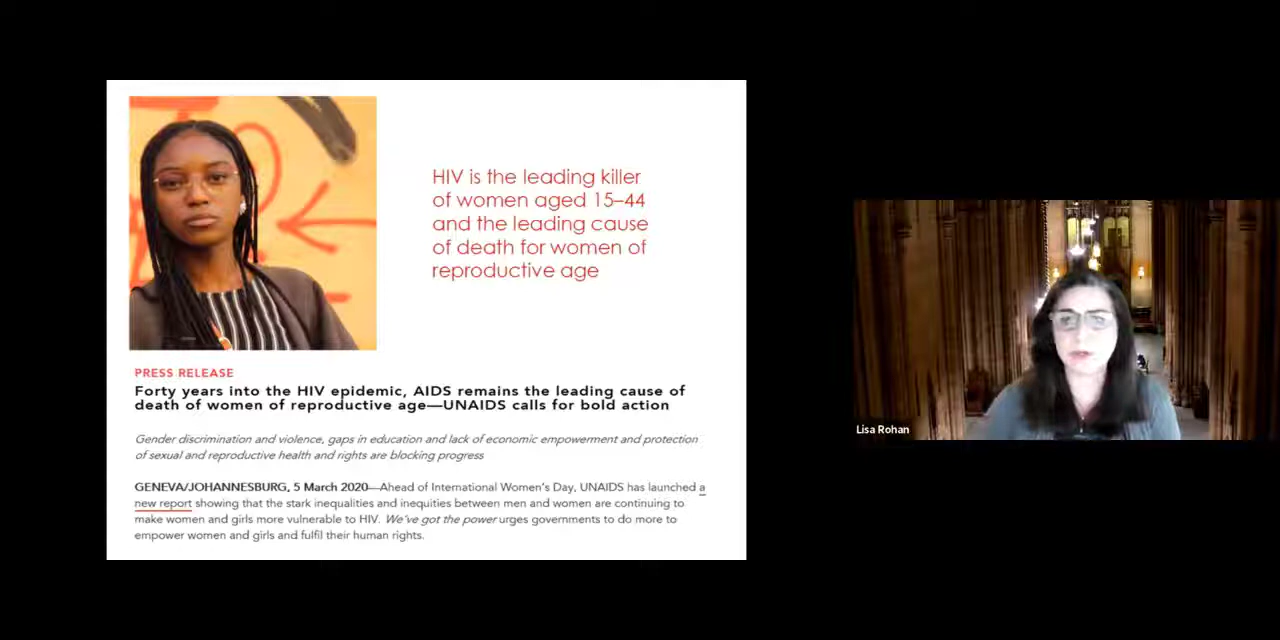 HIV is the leading killer
of women aged 15–44
and the leading cause
of death for women of
reproductive age
PRESS RELEASE
Forty years into the HIV epidemic, AIDS remains the leading cause of
death of women of reproductive age—UNAIDS calls for bold action
Gender discrimination and violence, gaps in education and lack of economic empowerment and protection
of sexual and reproductive health and rights are blocking progress
GENEVA/JOHANNESBURG, 5 March 2020—Ahead of International Women's Day, UNAIDS has launched a
new report showing that the stark inequalities and inequities between men and women are continuing to
make women and girls more vulnerable to HIV. We've got the power urges governments to do more to
empower women and girls and fulfil their human rights.
Lisa Rohan